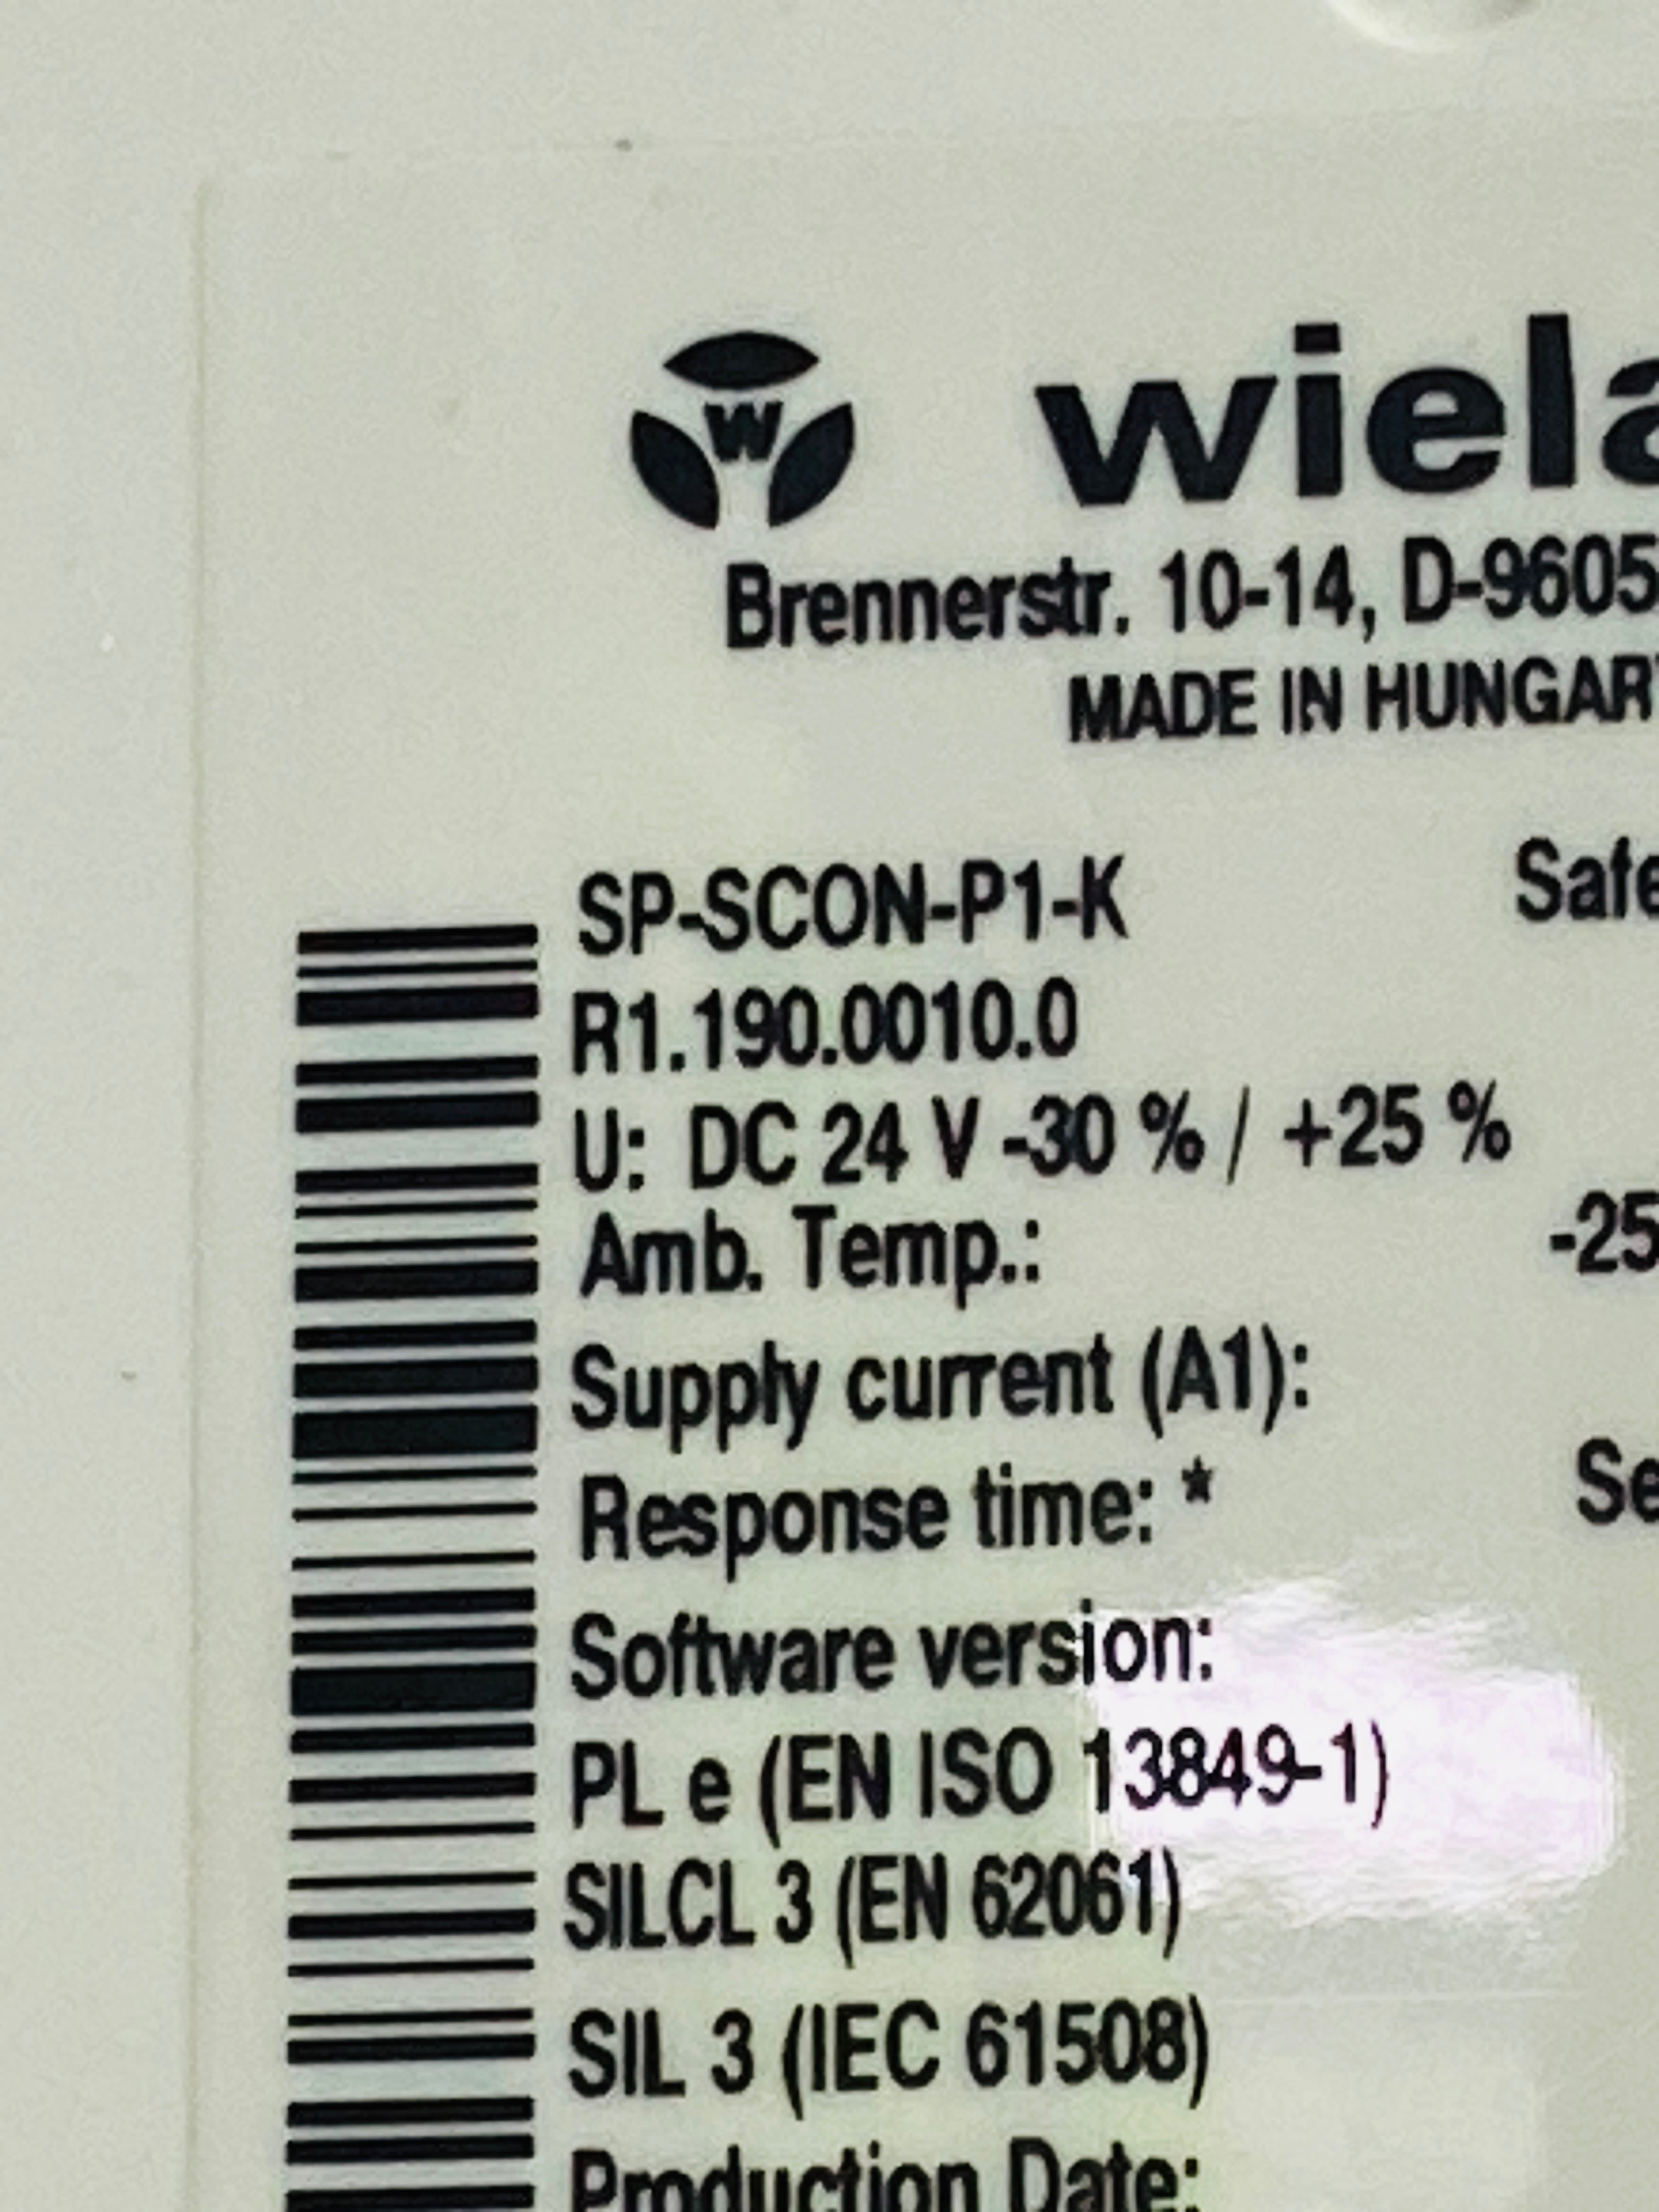 W wiela
Brennerstr. 10-14, D-9605
MADE IN HUNGARY
SP-SCON-P1-K Safe
R1.190.0010.0
U: DC 24 V -30 % / +25 %
Amb. Temp.: -25
Supply current (A1):
Response time: * Se
Software version:
PL e (EN ISO 13849-1)
SILCL 3 (EN 62061)
SIL 3 (IEC 61508)
Production Date: